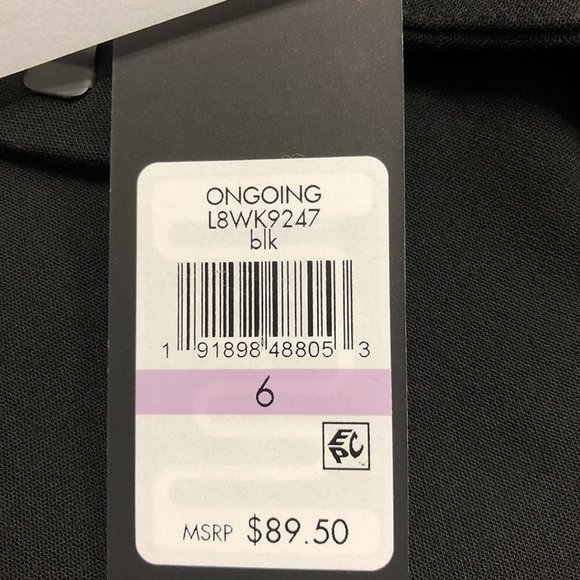 ONGOING
L8WK9247
blk
1 91898 48805 3
6
EPC
MSRP $89.50